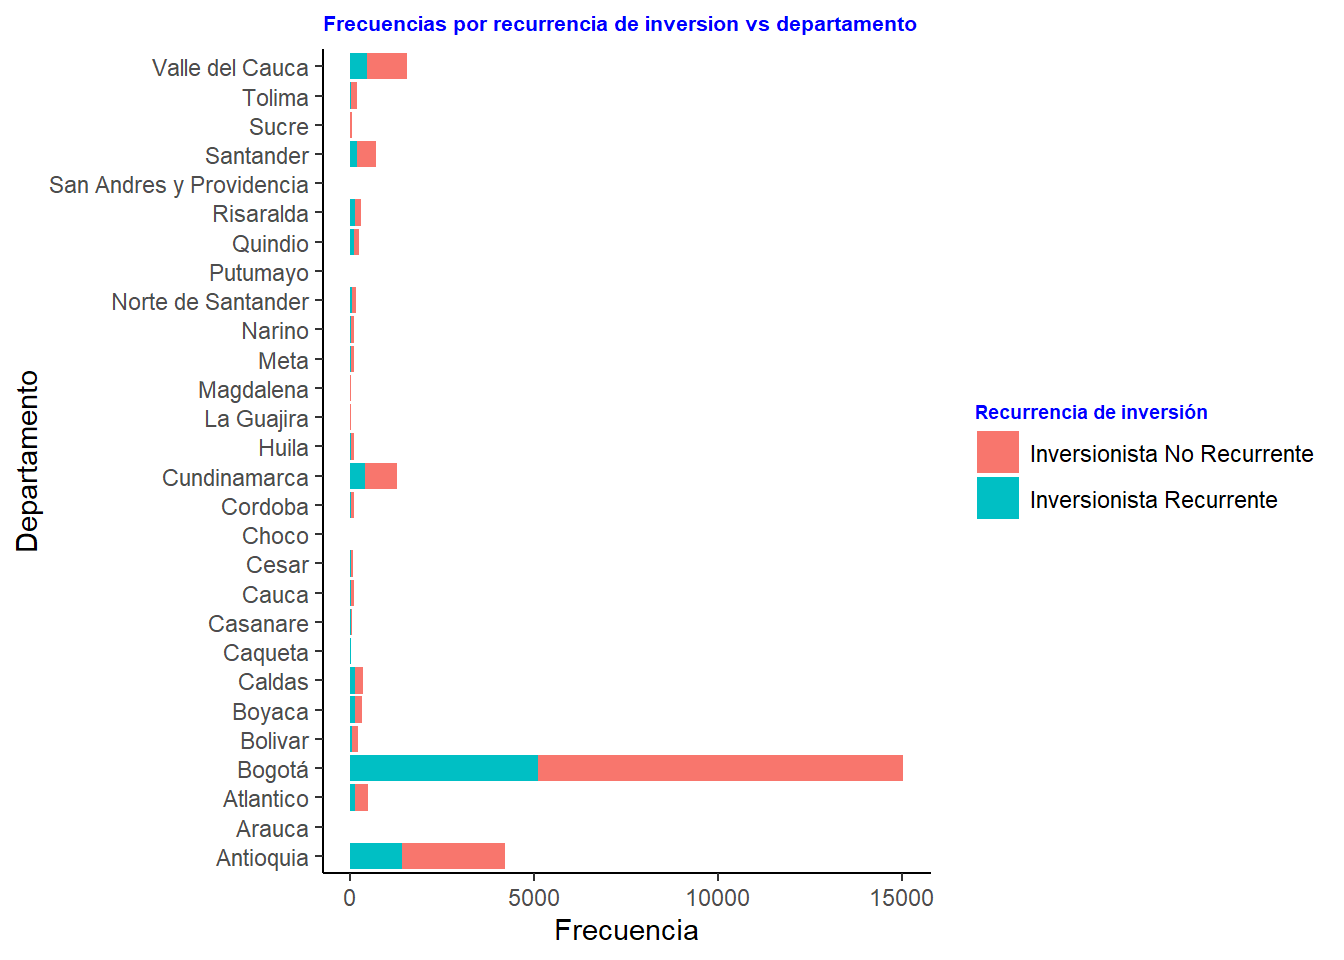 Frecuencias por recurrencia de inversion vs departamento
Valle del Cauca
Tolima
Sucre
Santander
San Andres y Providencia
Risaralda
Quindio
Putumayo
Norte de Santander
Narino
Meta
Magdalena
La Guajira
Huila
Cundinamarca
Cordoba
Choco
Cesar
Cauca
Casanare
Caqueta
Caldas
Boyaca
Bolivar
Bogotá
Atlantico
Arauca
Antioquia
Departamento
0 5000 10000 15000
Frecuencia
Recurrencia de inversión
Inversionista No Recurrente
Inversionista Recurrente